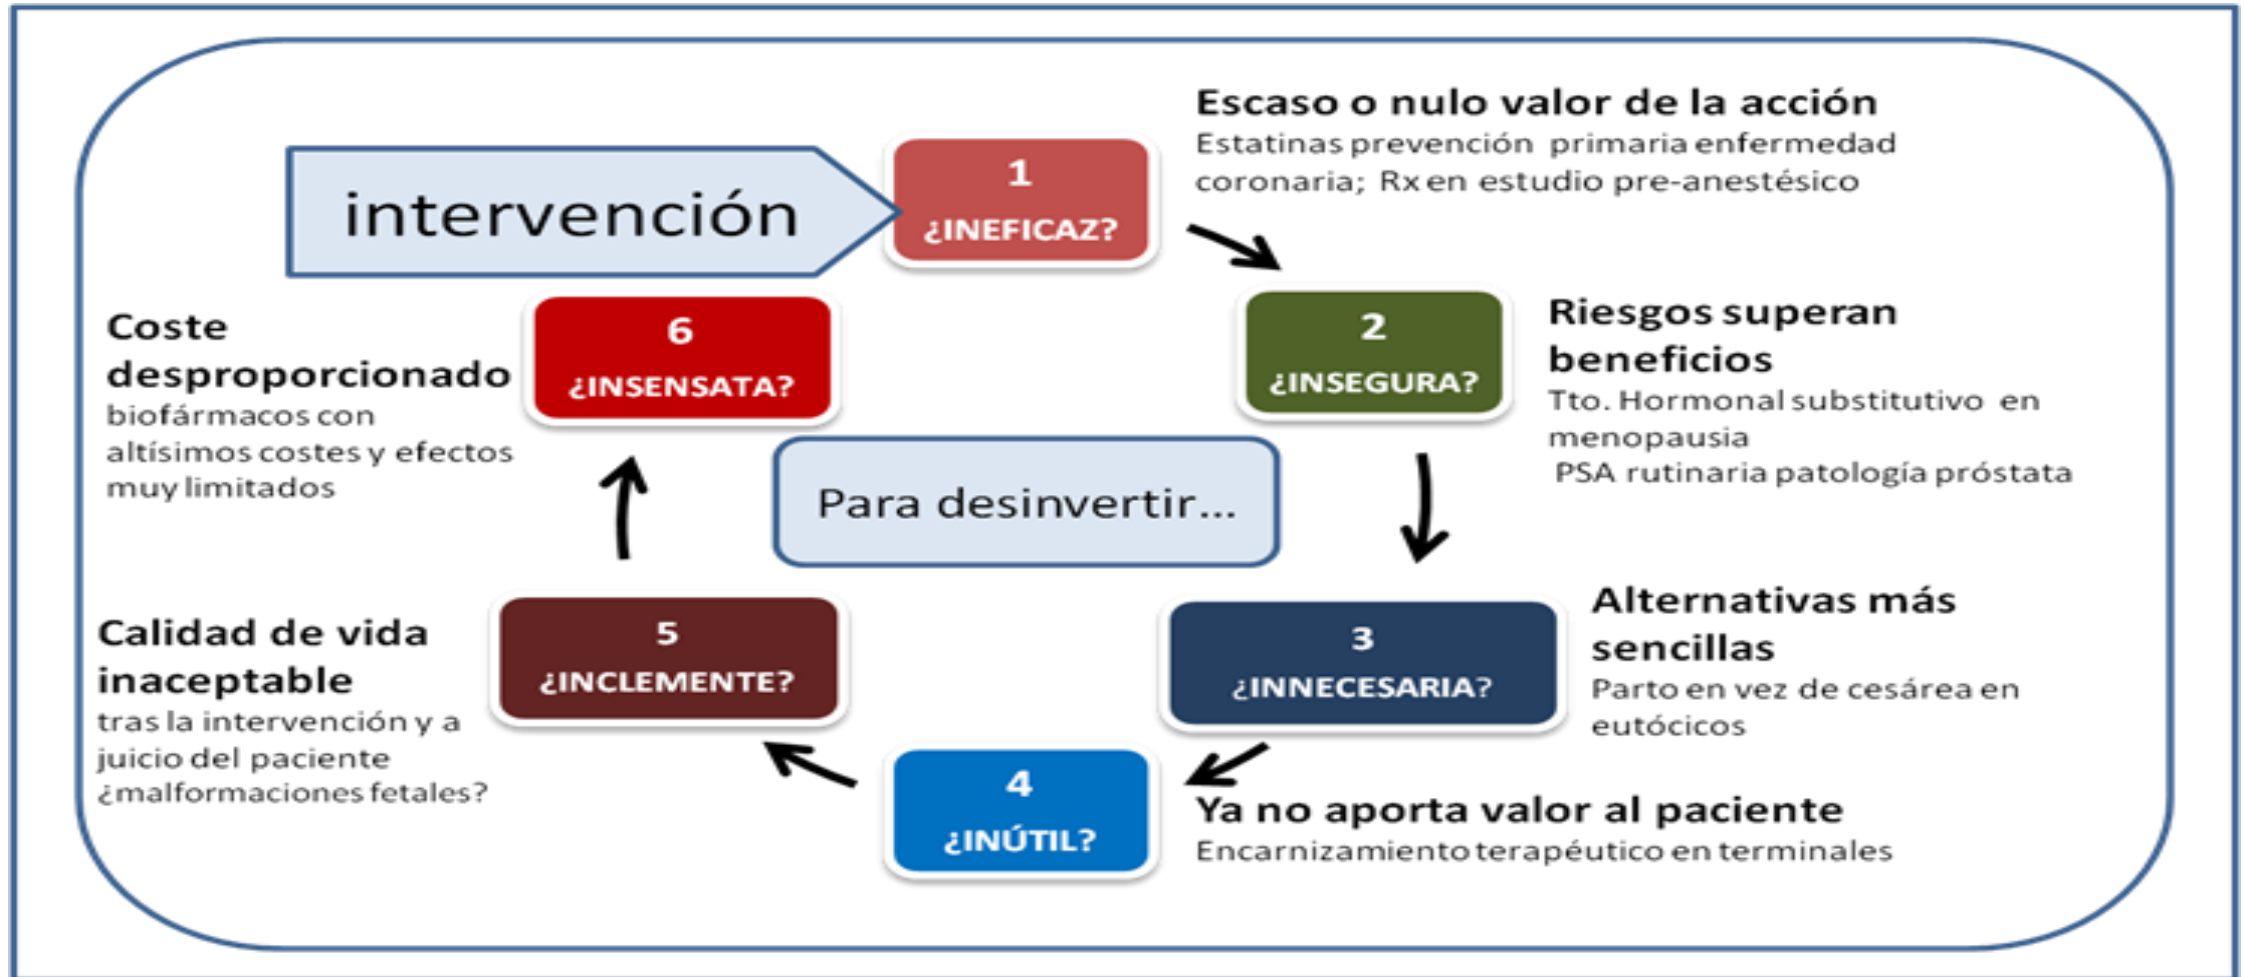 intervención
1
¿INEFICAZ?
Escaso o nulo valor de la acción
Estatinas prevención primaria enfermedad
coronaria; Rx en estudio pre-anestésico
2
¿INSEGURA?
Riesgos superan
beneficios
Tto. Hormonal substitutivo en
menopausia
PSA rutinaria patología próstata
3
¿INNECESARIA?
Alternativas más
sencillas
Parto en vez de cesárea en
eutócicos
4
¿INÚTIL?
Ya no aporta valor al paciente
Encarnizamiento terapéutico en terminales
5
¿INCLEMENTE?
Calidad de vida
inaceptable
tras la intervención y a
juicio del paciente
¿malformaciones fetales?
6
¿INSENSATA?
Coste
desproporcionado
biofármacos con
altísimos costes y efectos
muy limitados
Para desinvertir...